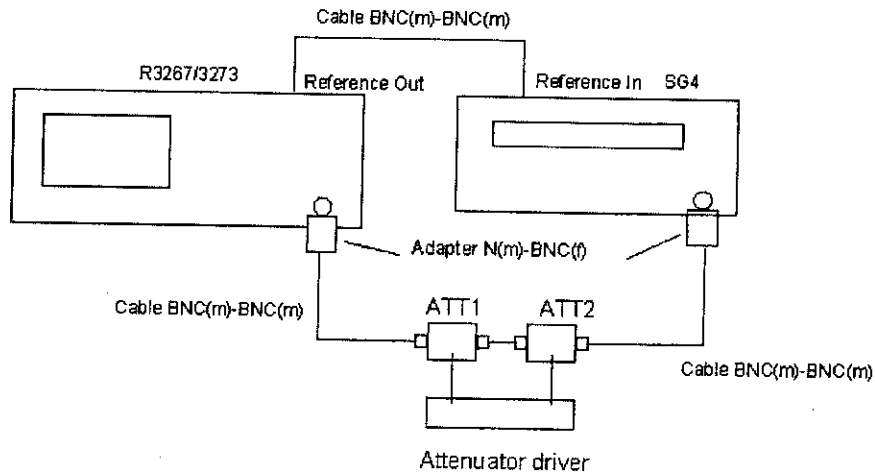 Cable BNC(m)-BNC(m)
R3267/3273
Reference Out
Reference In SG4
Adapter N(m)-BNC(f)
Cable BNC(m)-BNC(m)
ATT1
ATT2
Cable BNC(m)-BNC(m)
Attenuator driver